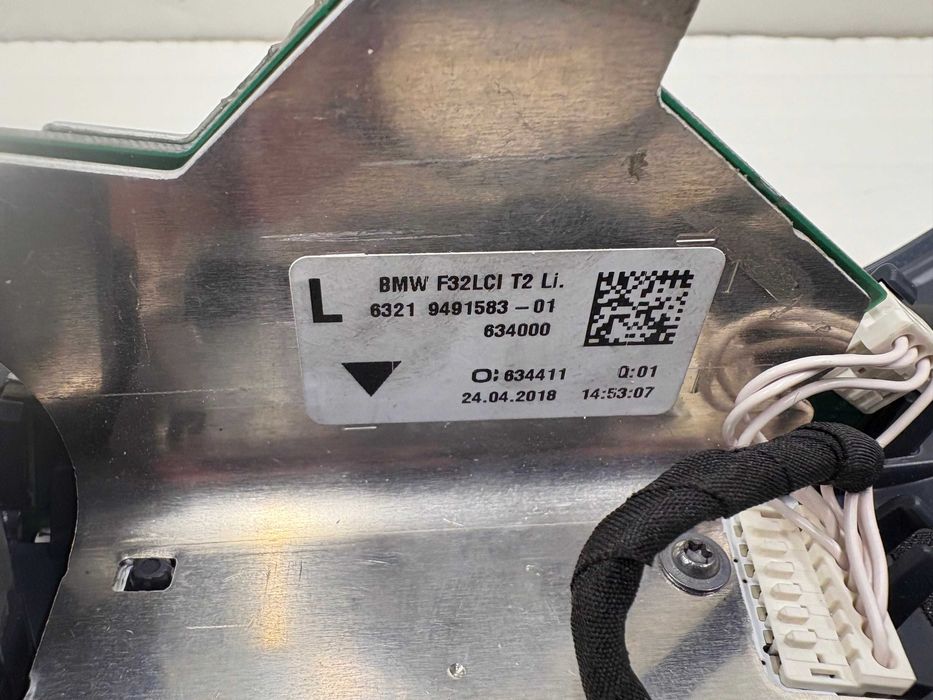 L
BMW F32LCI T2 Li.
6321 9491583-01
634000
O: 634411 Q:01
24.04.2018 14:53:07